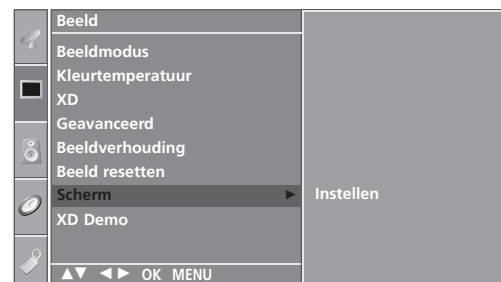 Beeld
Beeldmodus
Kleurtemperatuur
XD
Geavanceerd
Beeldverhouding
Beeld resetten
Scherm ► Instellen
XD Demo
▲▼ ◄► OK MENU